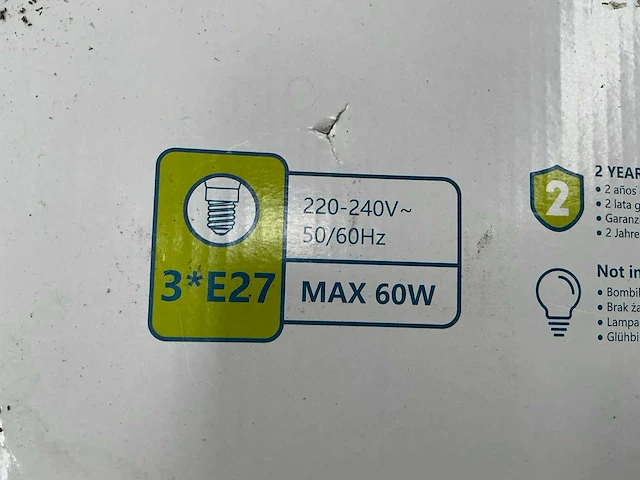 3*E27
220-240V~
50/60Hz
MAX 60W
2
2 YEAR
• 2 años
• 2 lata g
• Garanz
• 2 Jahre
Not in
• Bombil
• Brak ża
• Lampa
• Glühbi